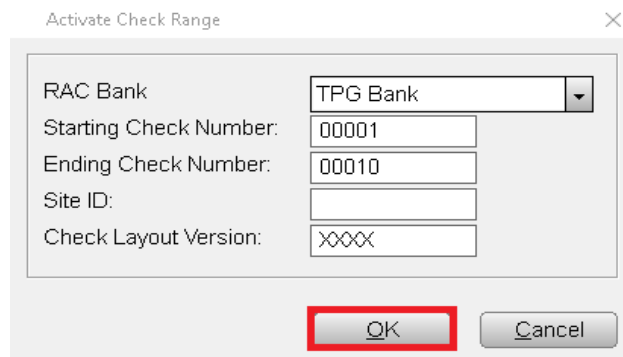 Activate Check Range
RAC Bank TPG Bank
Starting Check Number: 00001
Ending Check Number: 00010
Site ID:
Check Layout Version: XXXX
OK Cancel